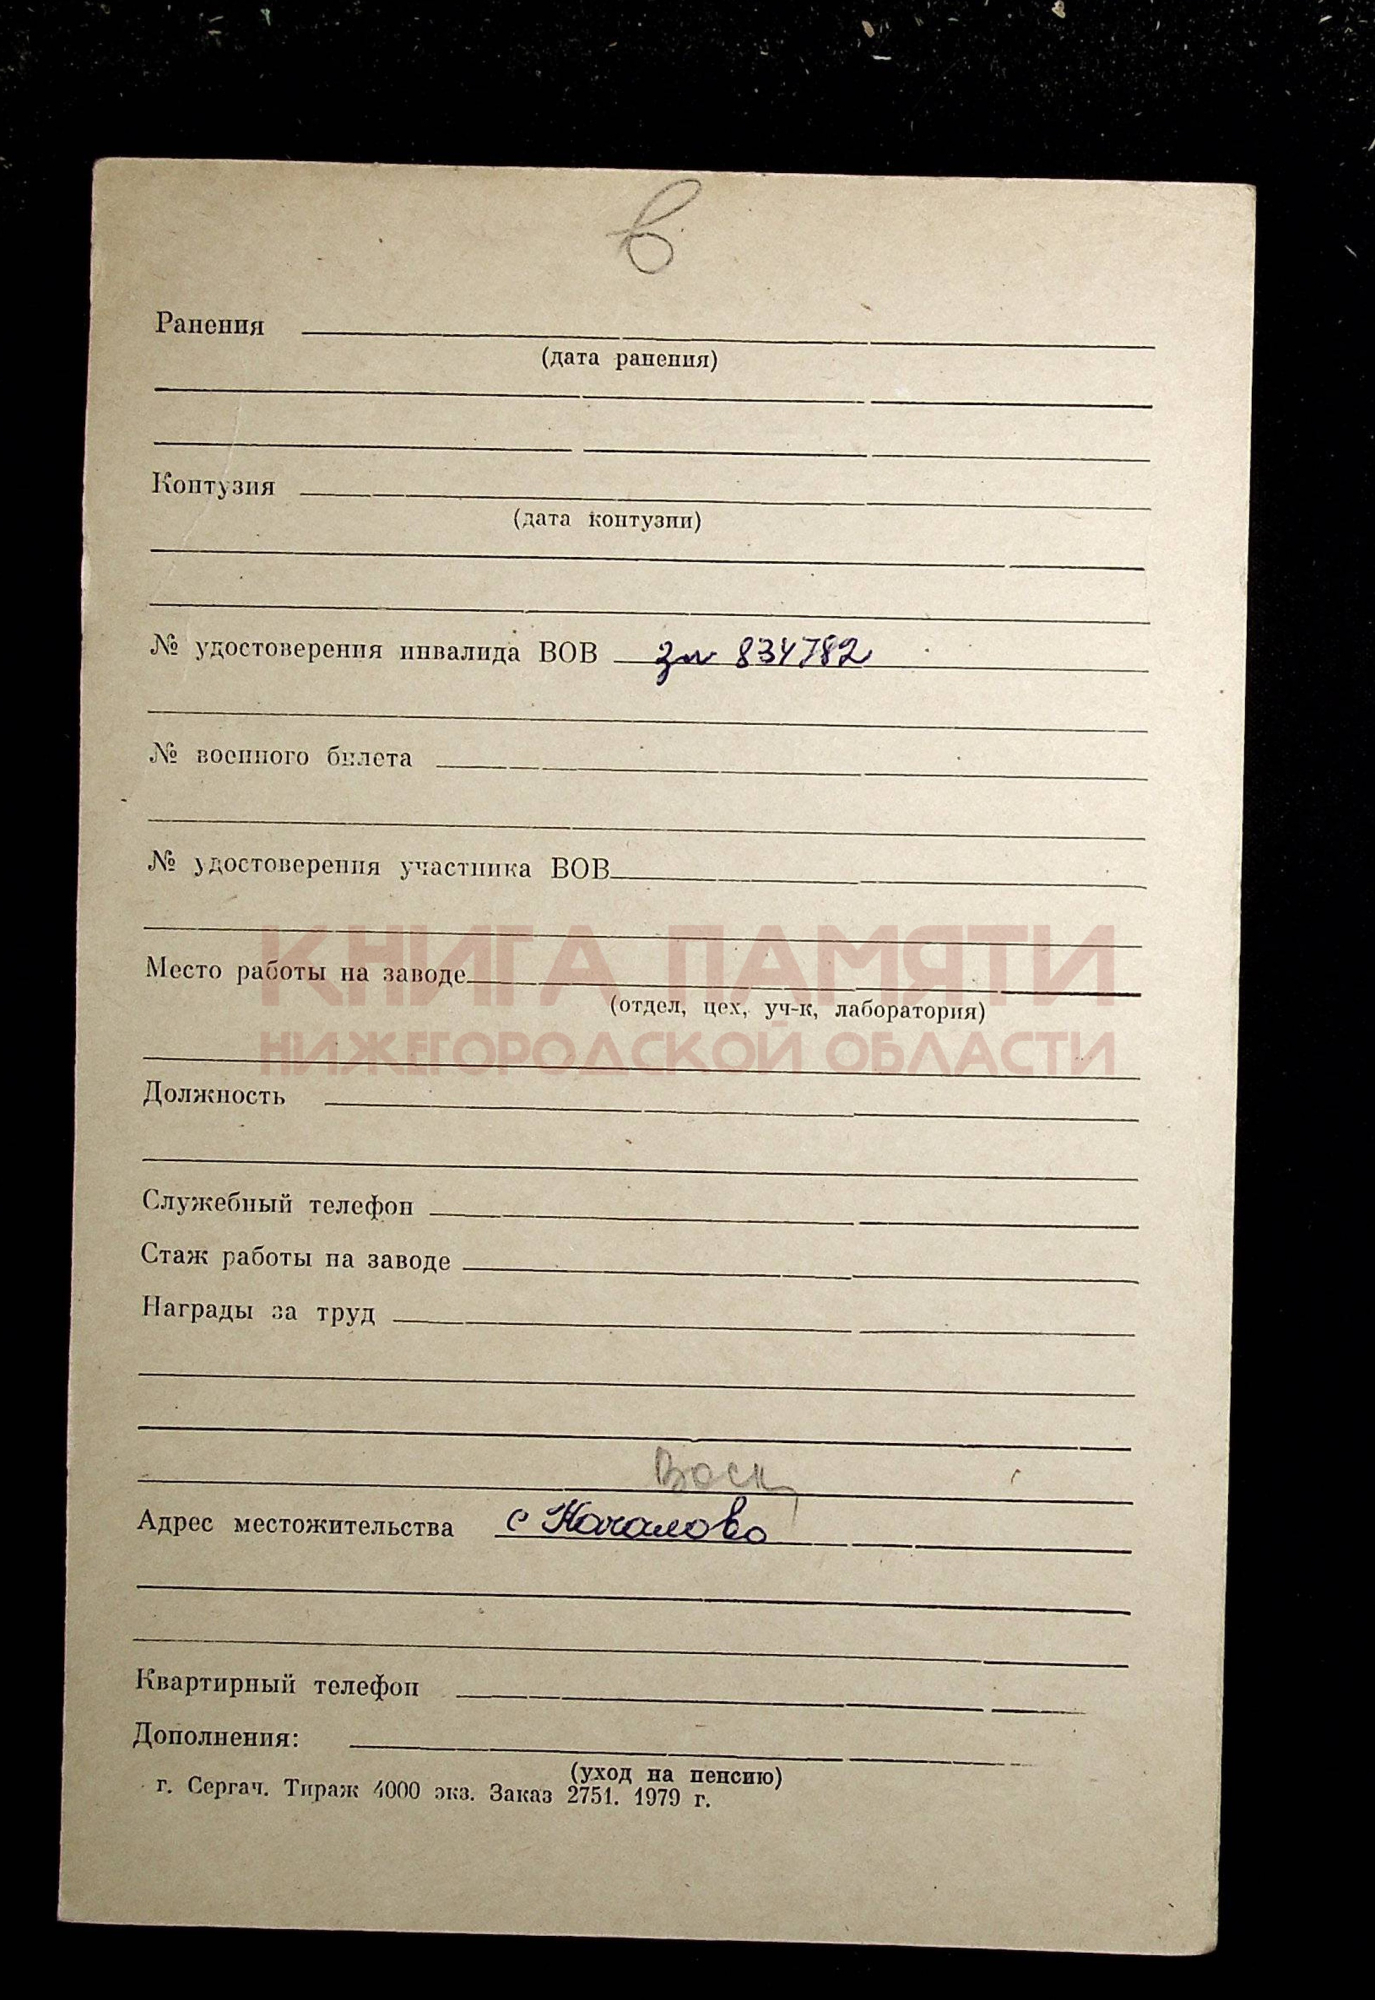 в
Ранения
(дата ранения)
Контузия
(дата контузии)
№ удостоверения инвалида ВОВ 834782
№ военного билета
№ удостоверения участника ВОВ
КНИГА ПАМЯТИ
Место работы на заводе
(отдел, цех, уч-к, лаборатория)
НИЖЕГОРОДСКОЙ ОБЛАСТИ
Должность
Служебный телефон
Стаж работы на заводе
Награды за труд
Адрес местожительства с Качалово
Квартирный телефон
Дополнения:
(уход на пенсию)
г. Сергач. Тираж 4000 экз. Заказ 2751. 1979 г.